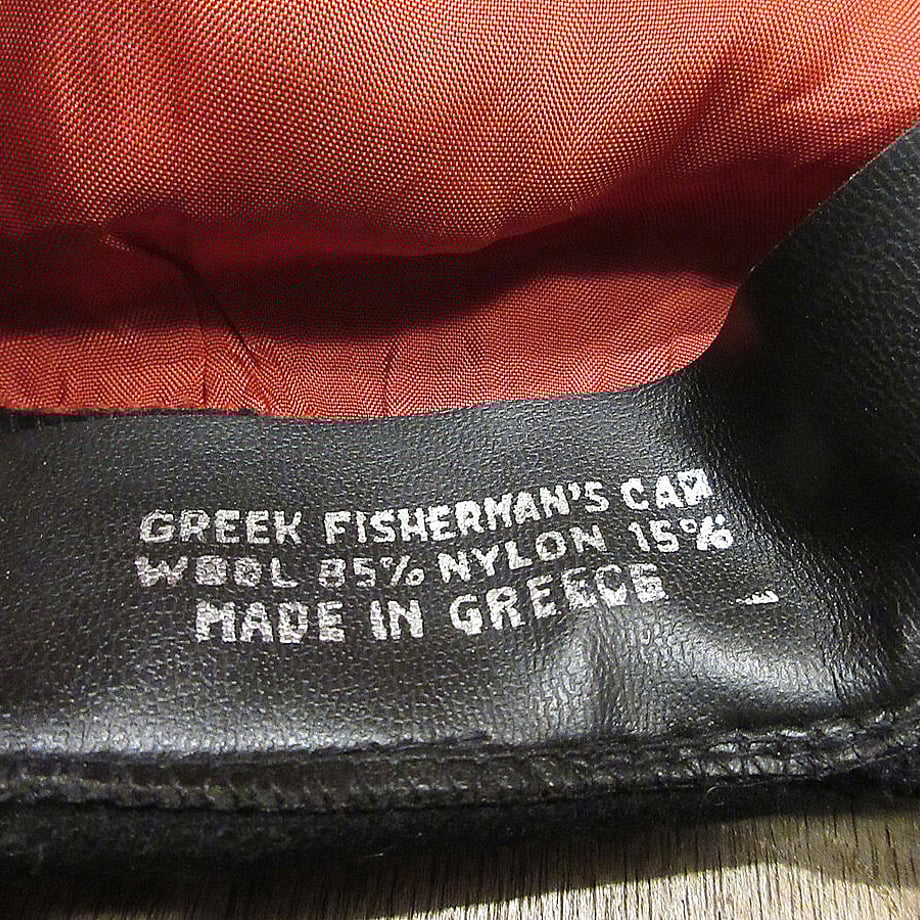 GREEK FISHERMAN'S CAP
WOOL 85% NYLON 15%
MADE IN GREECE